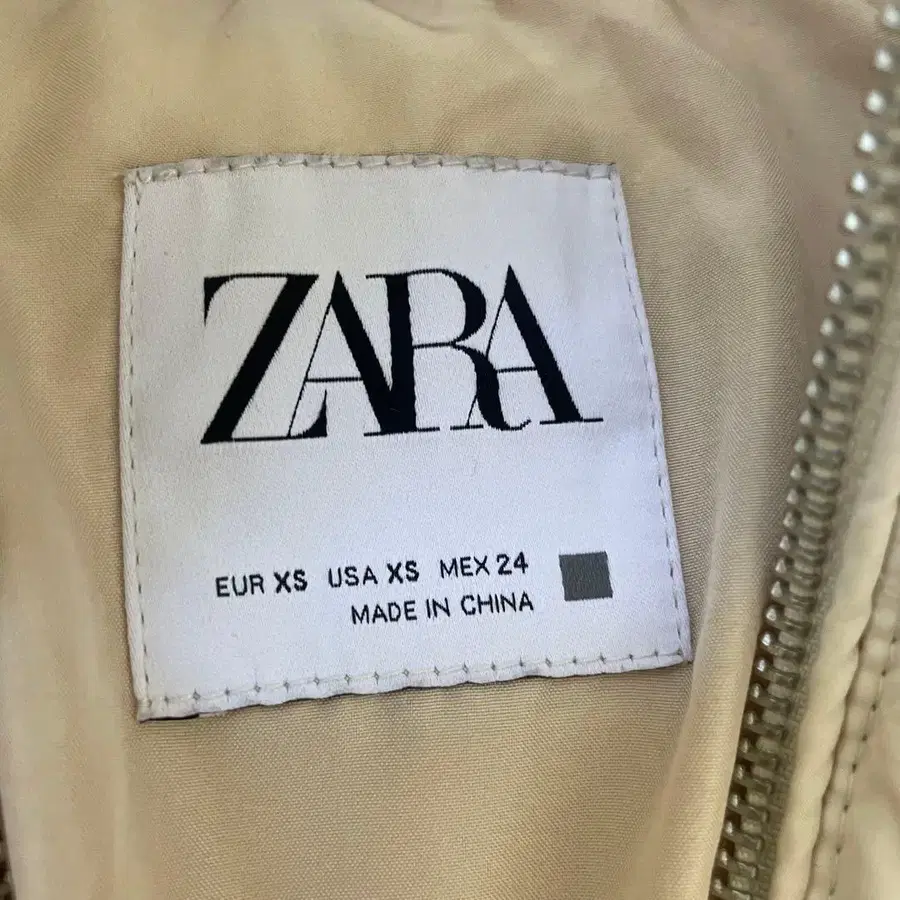 ZARA
EUR XS USA XS MEX 24
MADE IN CHINA